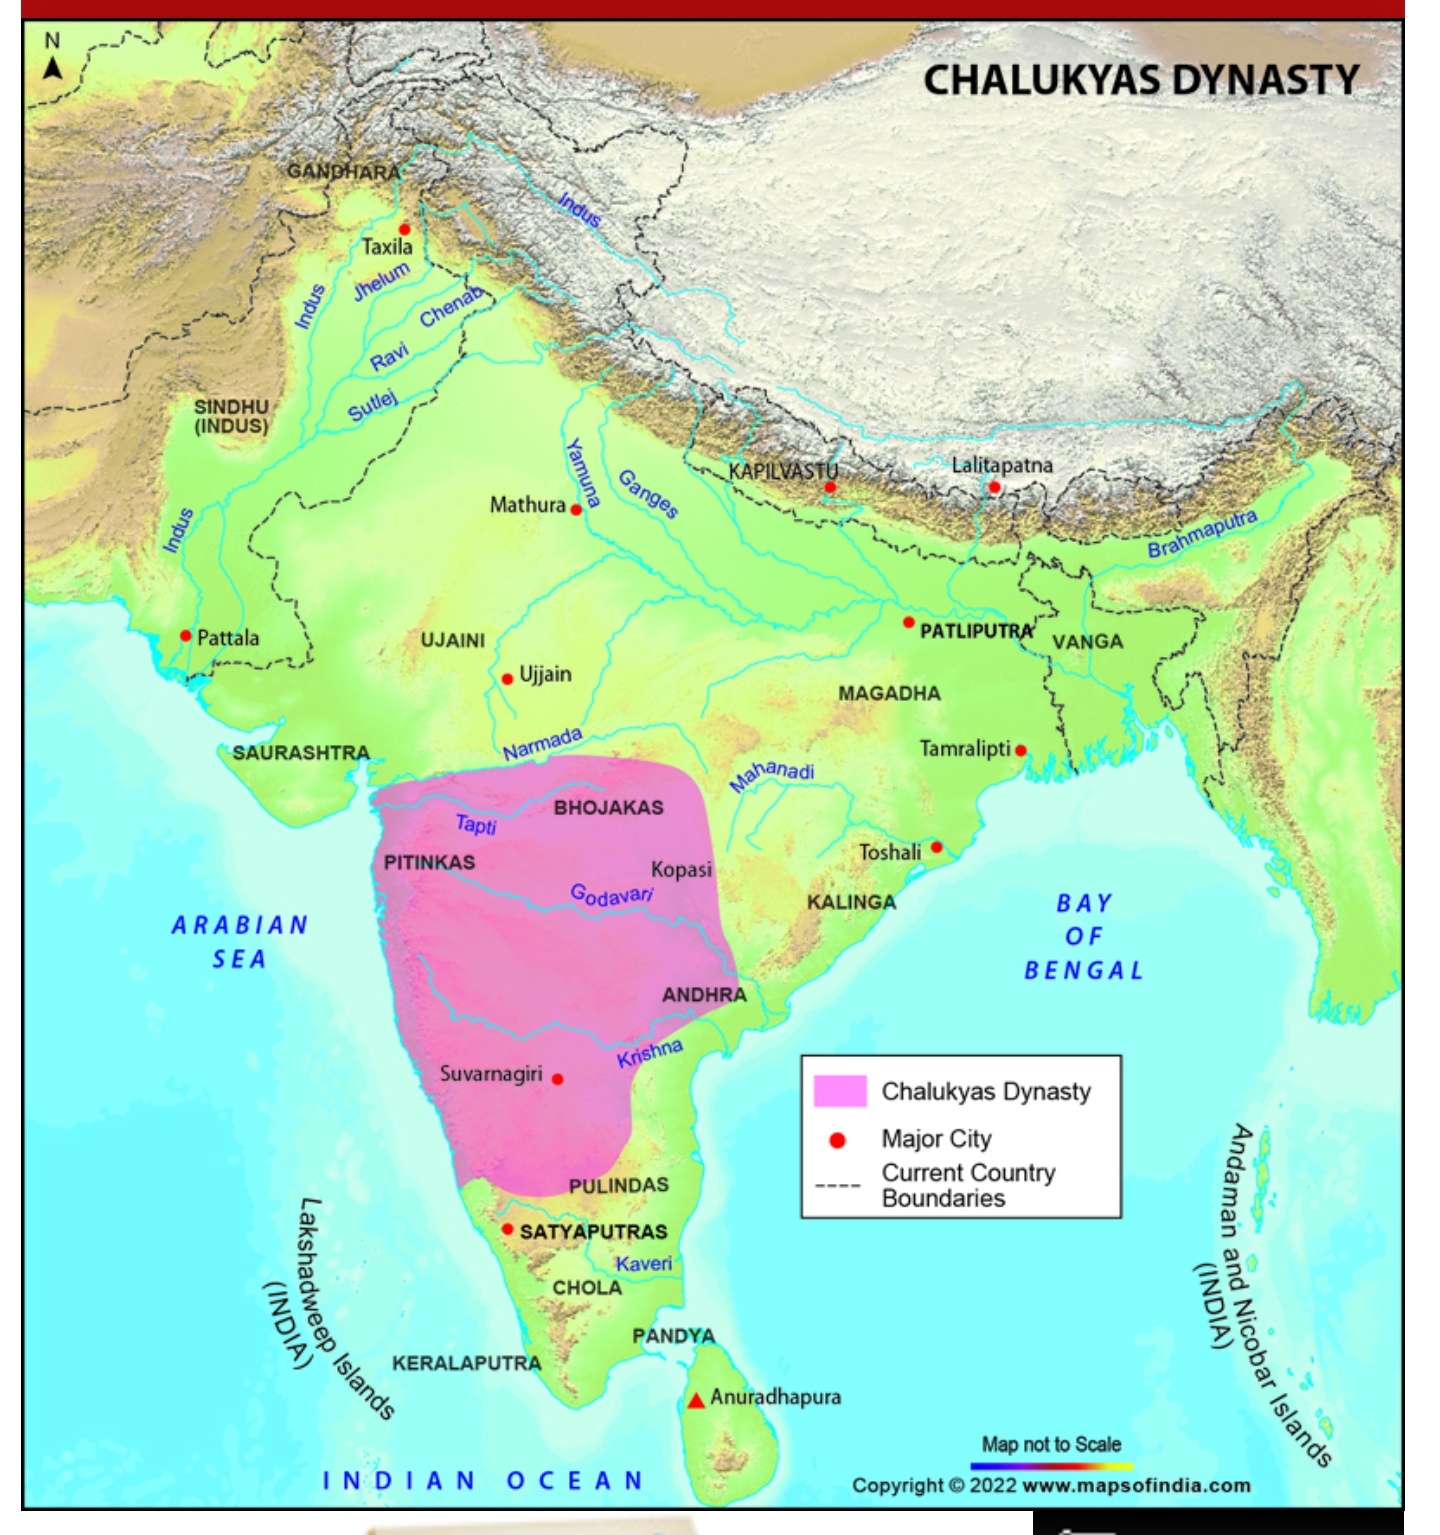 N
CHALUKYAS DYNASTY
GANDHARA
Indus
Taxila
Jhelum
Indus
Chenab
Ravi
Sutlej
SINDHU
(INDUS)
Yamuna
Ganges
KAPILVASTU
Lalitapatna
Mathura
Indus
Brahmaputra
Pattala
UJAINI
PATLIPUTRA
VANGA
Ujjain
MAGADHA
SAURASHTRA
Narmada
Tamralipti
Mahanadi
BHOJAKAS
Tapti
PITINKAS
Kopasi
Toshali
Godavari
KALINGA
ARABIAN
SEA
BAY
OF
BENGAL
ANDHRA
Krishna
Suvarnagiri
Chalukyas Dynasty
Major City
Current Country
Boundaries
PULINDAS
SATYAPUTRAS
Kaveri
CHOLA
PANDYA
KERALAPUTRA
Lakshadweep Islands
(INDIA)
Andaman and Nicobar Islands
(INDIA)
Anuradhapura
Map not to Scale
INDIAN OCEAN
Copyright © 2022 www.mapsofindia.com